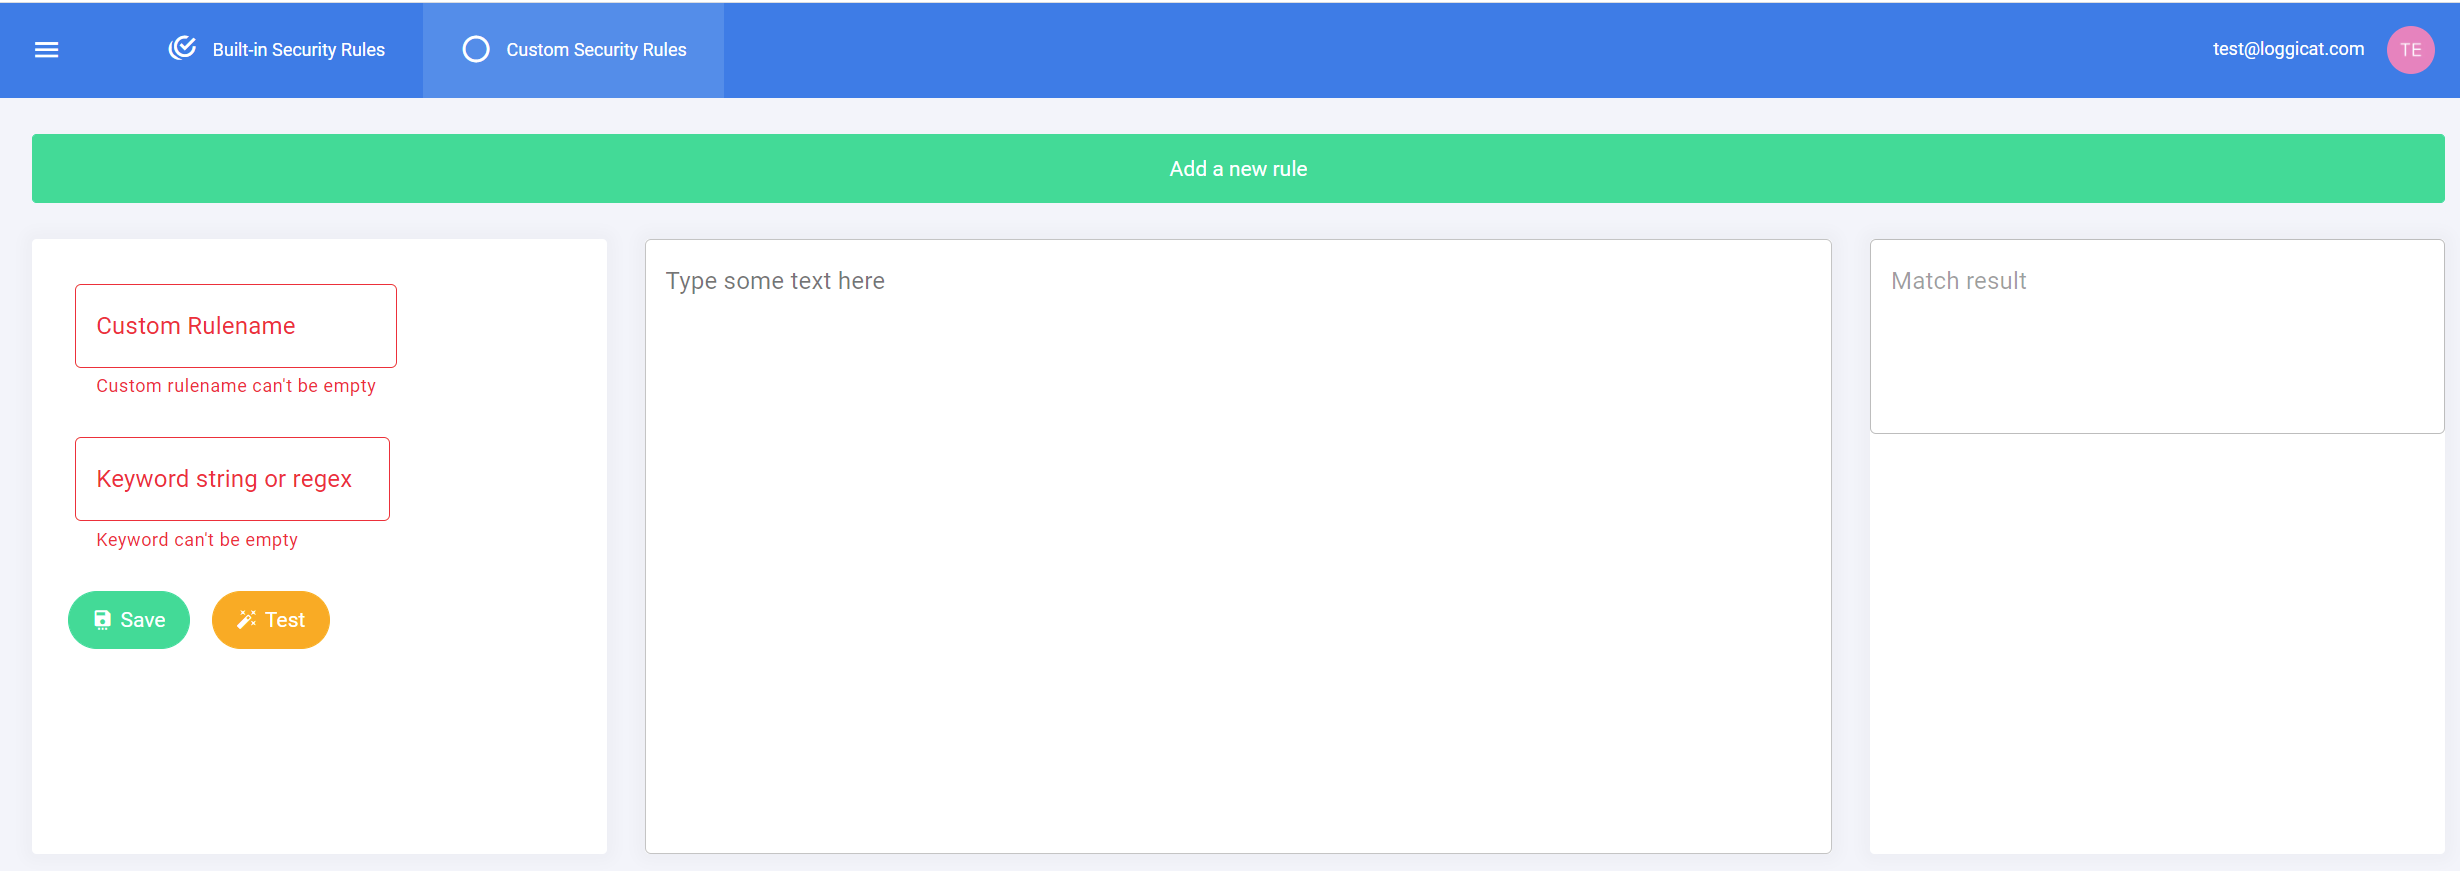 Built-in Security Rules
Custom Security Rules
test@loggicat.com
TE
Add a new rule
Custom Rulename
Custom rulename can't be empty
Keyword string or regex
Keyword can't be empty
Save
Test
Type some text here
Match result